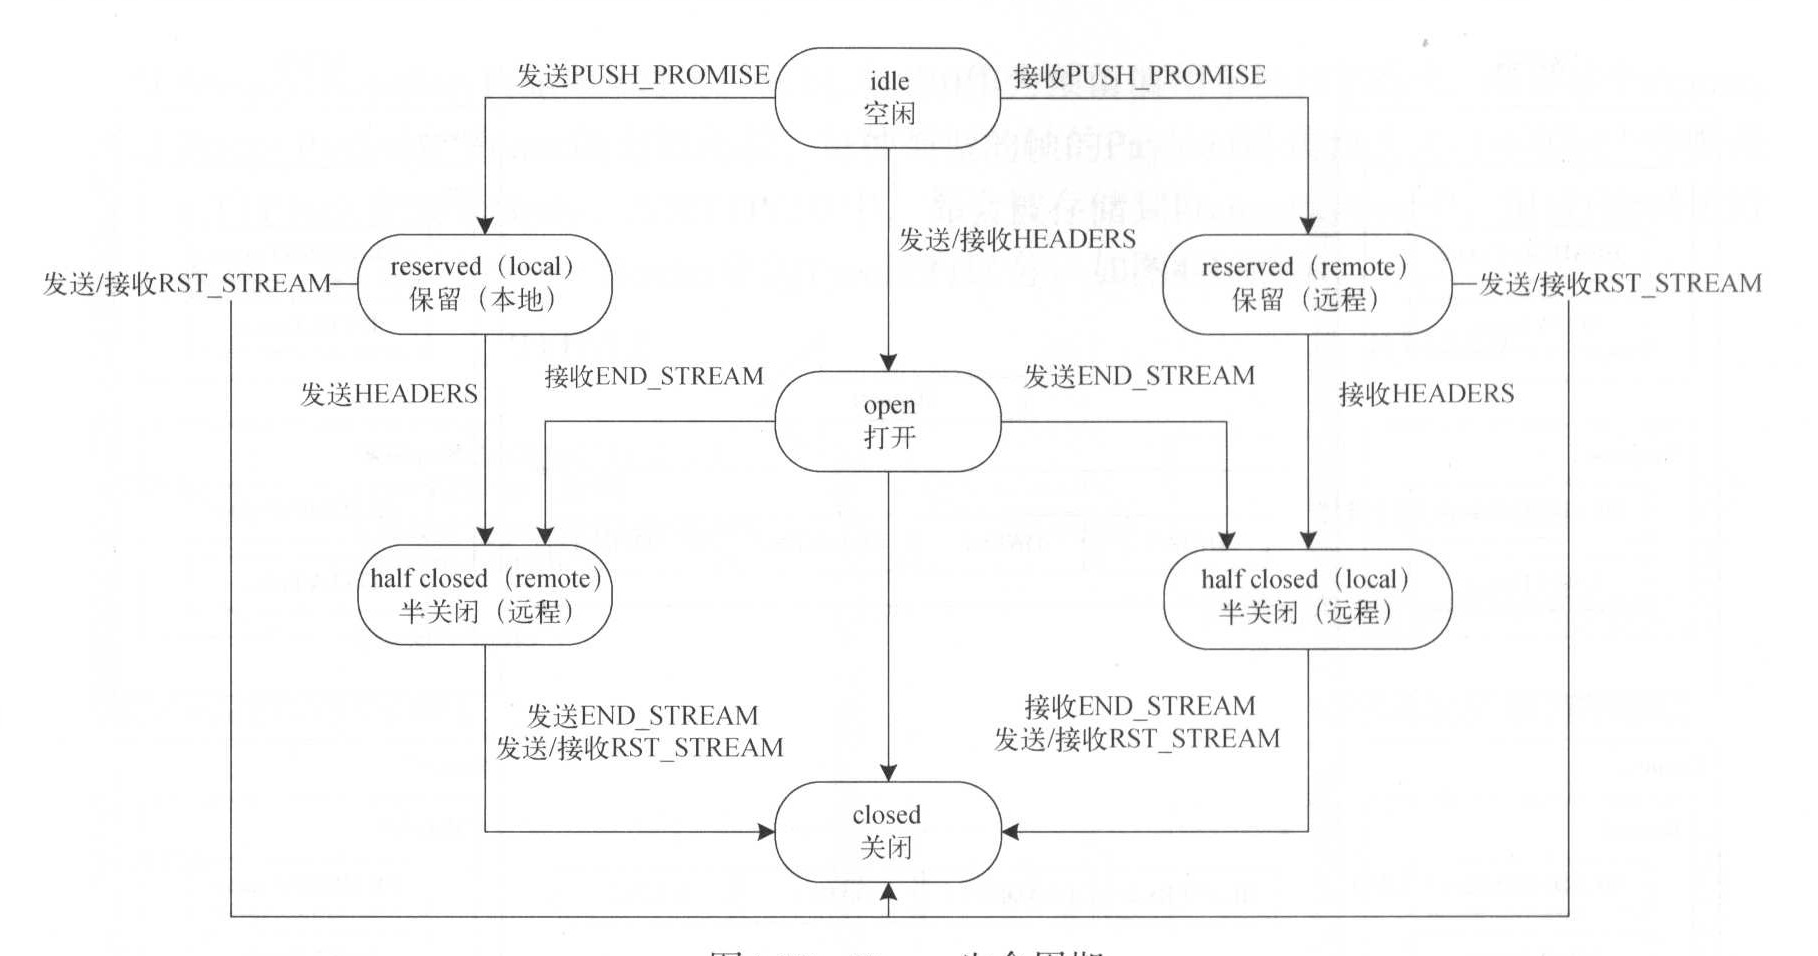 发送PUSH_PROMISE
idle
空闲
接收PUSH_PROMISE
发送/接收HEADERS
发送/接收RST_STREAM
reserved（local）
保留（本地）
reserved（remote）
保留（远程）
发送/接收RST_STREAM
发送HEADERS
接收END_STREAM
open
打开
发送END_STREAM
接收HEADERS
half closed（remote）
半关闭（远程）
half closed（local）
半关闭（远程）
发送END_STREAM
发送/接收RST_STREAM
接收END_STREAM
发送/接收RST_STREAM
closed
关闭